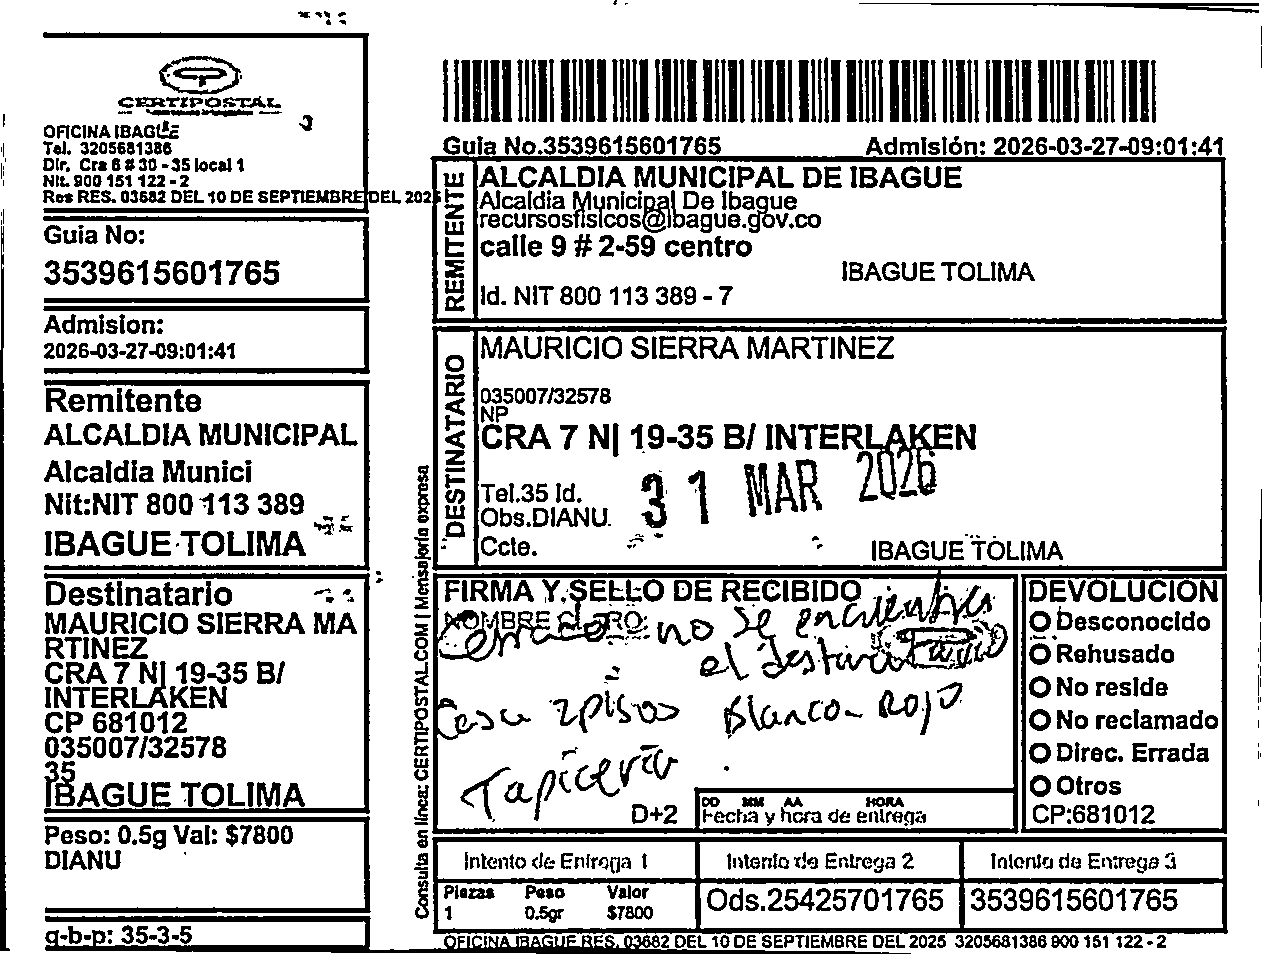 CERTIPOSTAL
OFICINA IBAGUE
Tel. 3205681386
Dir. Cra 6 # 30 - 35 local 1
Nit. 900 151 122 - 2
Res RES. 03682 DEL 10 DE SEPTIEMBRE DEL 2025
Guia No:
3539615601765
Admision:
2026-03-27-09:01:41
Remitente
ALCALDIA MUNICIPAL
Alcaldia Munici
Nit:NIT 800 113 389
IBAGUE TOLIMA
Destinatario
MAURICIO SIERRA MA
RTINEZ
CRA 7 N| 19-35 B/
INTERLAKEN
CP 681012
035007/32578
35
IBAGUE TOLIMA
Peso: 0.5g Val: $7800
DIANU
g-b-p: 35-3-5
Consulta en línea: CERTIPOSTAL.COM | Mensajería expresa
Guia No.3539615601765 Admisión: 2026-03-27-09:01:41
REMITENTE
ALCALDIA MUNICIPAL DE IBAGUE
Alcaldia Municipal De Ibague
recursosfisicos@ibague.gov.co
calle 9 # 2-59 centro
IBAGUE TOLIMA
Id. NIT 800 113 389 - 7
DESTINATARIO
MAURICIO SIERRA MARTINEZ
035007/32578
NP
CRA 7 N| 19-35 B/ INTERLAKEN
31 MAR 2026
Tel.35 Id.
Obs.DIANU.
Ccte.
IBAGUE TOLIMA
FIRMA Y SELLO DE RECIBIDO
NOMBRE
no se encuentra
el
Casa 2 pisos Blanco - Rojo
Tapiceria
D+2
DD MM AA HORA
Fecha y hora de entrega
DEVOLUCION
Desconocido
Rehusado
No reside
No reclamado
Direc. Errada
Otros
CP:681012
Intento de Entrega 1 Intento de Entrega 2 Intento de Entrega 3
Piezas Peso Valor
1 0.5gr $7800
Ods.25425701765 3539615601765
OFICINA IBAGUE RES. 03682 DEL 10 DE SEPTIEMBRE DEL 2025 3205681386 900 151 122 - 2